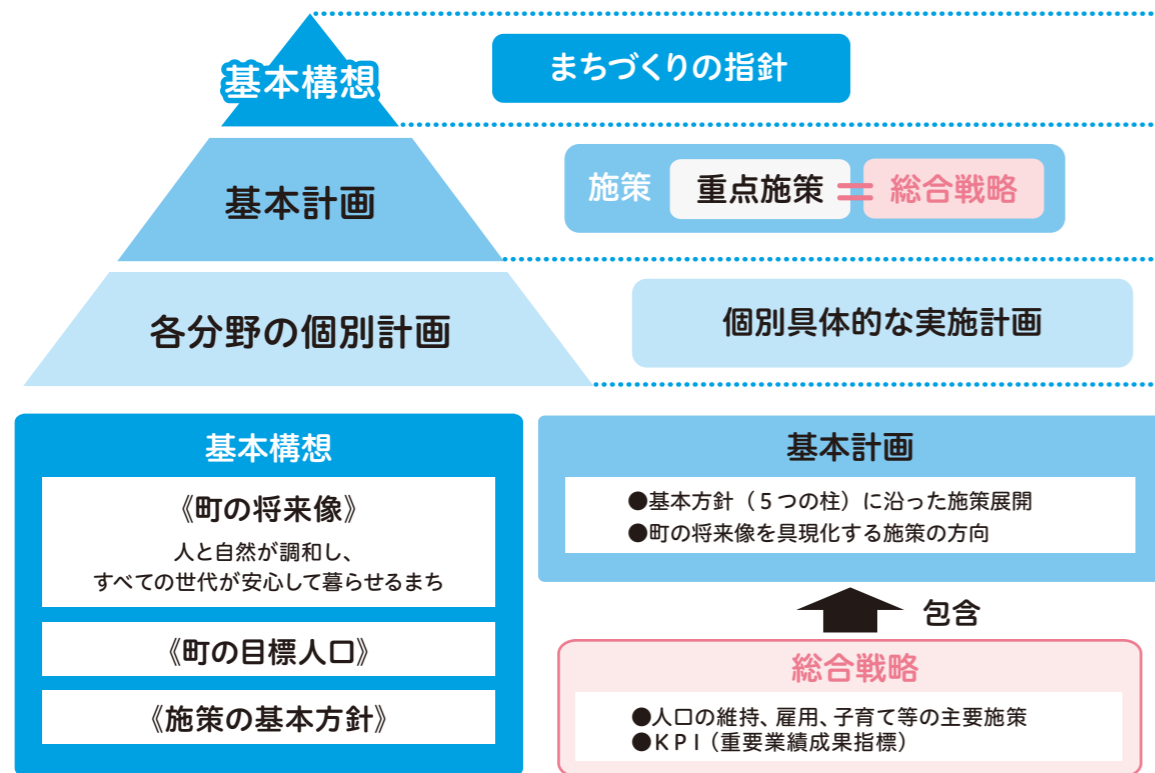 基本構想
まちづくりの指針
基本計画
施策 重点施策 = 総合戦略
各分野の個別計画
個別具体的な実施計画
基本構想
《町の将来像》
人と自然が調和し、
すべての世代が安心して暮らせるまち
《町の目標人口》
《施策の基本方針》
基本計画
●基本方針（５つの柱）に沿った施策展開
●町の将来像を具現化する施策の方向
包含
総合戦略
●人口の維持、雇用、子育て等の主要施策
●ＫＰＩ（重要業績成果指標）